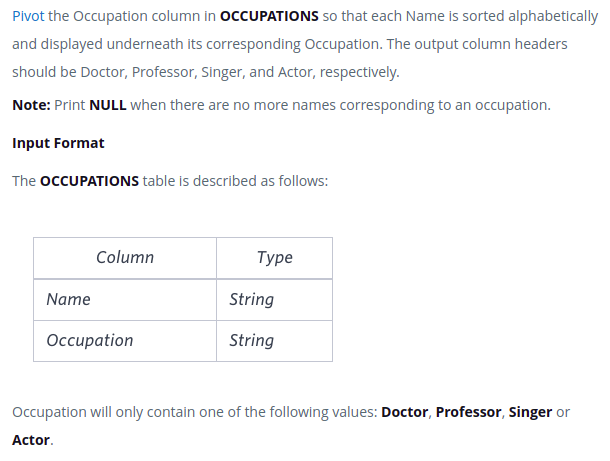 Pivot the Occupation column in OCCUPATIONS so that each Name is sorted alphabetically
and displayed underneath its corresponding Occupation. The output column headers
should be Doctor, Professor, Singer, and Actor, respectively.
Note: Print NULL when there are no more names corresponding to an occupation.
Input Format
The OCCUPATIONS table is described as follows:
Column Type
Name String
Occupation String
Occupation will only contain one of the following values: Doctor, Professor, Singer or
Actor.